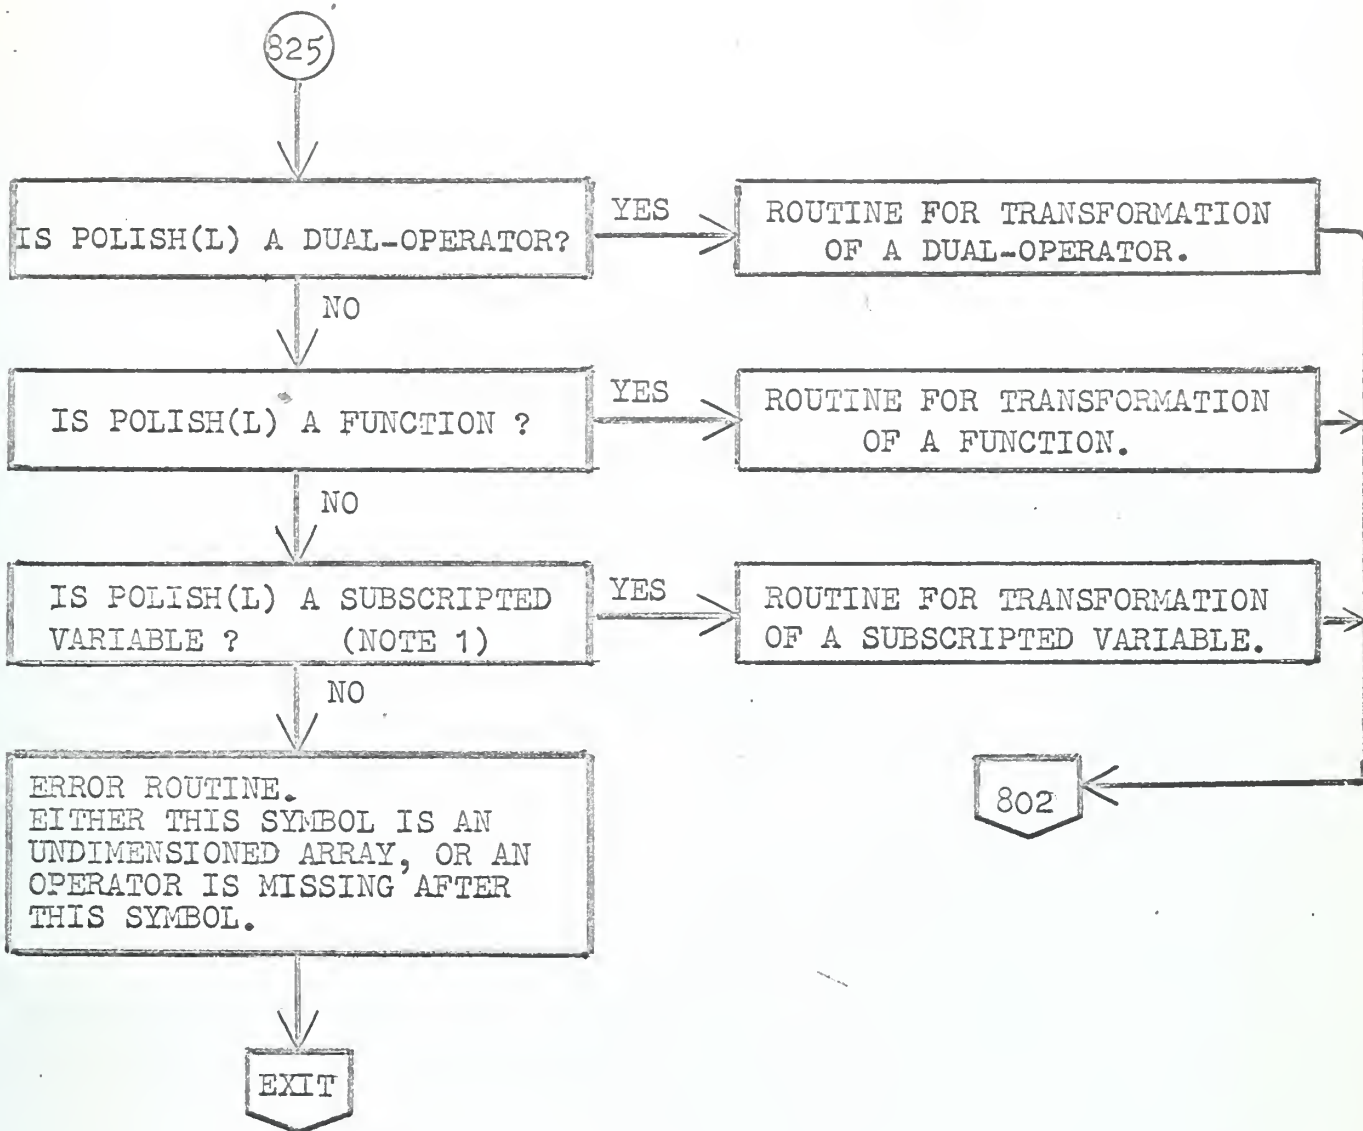 825
IS POLISH(L) A DUAL-OPERATOR?
YES
ROUTINE FOR TRANSFORMATION
OF A DUAL-OPERATOR.
NO
IS POLISH(L) A FUNCTION ?
YES
ROUTINE FOR TRANSFORMATION
OF A FUNCTION.
NO
IS POLISH(L) A SUBSCRIPTED
VARIABLE ? (NOTE 1)
YES
ROUTINE FOR TRANSFORMATION
OF A SUBSCRIPTED VARIABLE.
NO
ERROR ROUTINE.
EITHER THIS SYMBOL IS AN
UNDIMENSIONED ARRAY, OR AN
OPERATOR IS MISSING AFTER
THIS SYMBOL.
802
EXIT